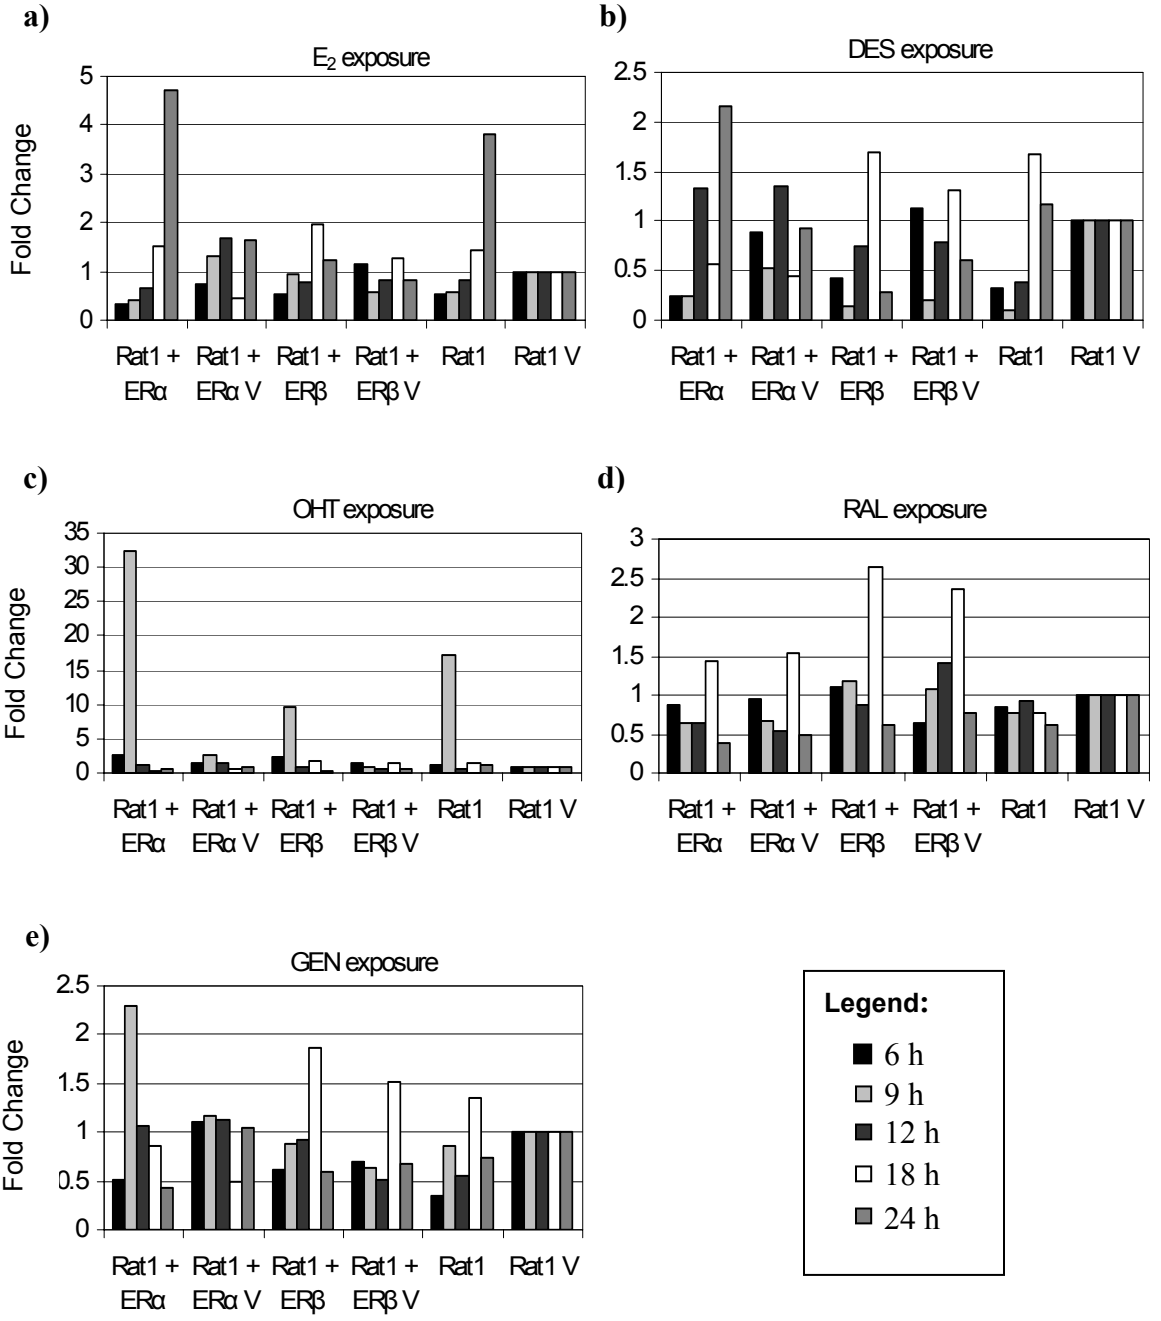 a)
E2 exposure
Fold Change
5
4
3
2
1
0
Rat1 + Rat1 + Rat1 + Rat1 + Rat1 Rat1 V
ERα ERα V ERβ ERβ V
b)
DES exposure
2.5
2
1.5
1
0.5
0
Rat1 + Rat1 + Rat1 + Rat1 + Rat1 Rat1 V
ERα ERα V ERβ ERβ V
c)
OHT exposure
Fold Change
35
30
25
20
15
10
5
0
Rat1 + Rat1 + Rat1 + Rat1 + Rat1 Rat1 V
ERα ERα V ERβ ERβ V
d)
RAL exposure
3
2.5
2
1.5
1
0.5
0
Rat1 + Rat1 + Rat1 + Rat1 + Rat1 Rat1 V
ERα ERα V ERβ ERβ V
e)
GEN exposure
Fold Change
2.5
2
1.5
1
0.5
0
Rat1 + Rat1 + Rat1 + Rat1 + Rat1 Rat1 V
ERα ERα V ERβ ERβ V
Legend:
6 h
9 h
12 h
18 h
24 h